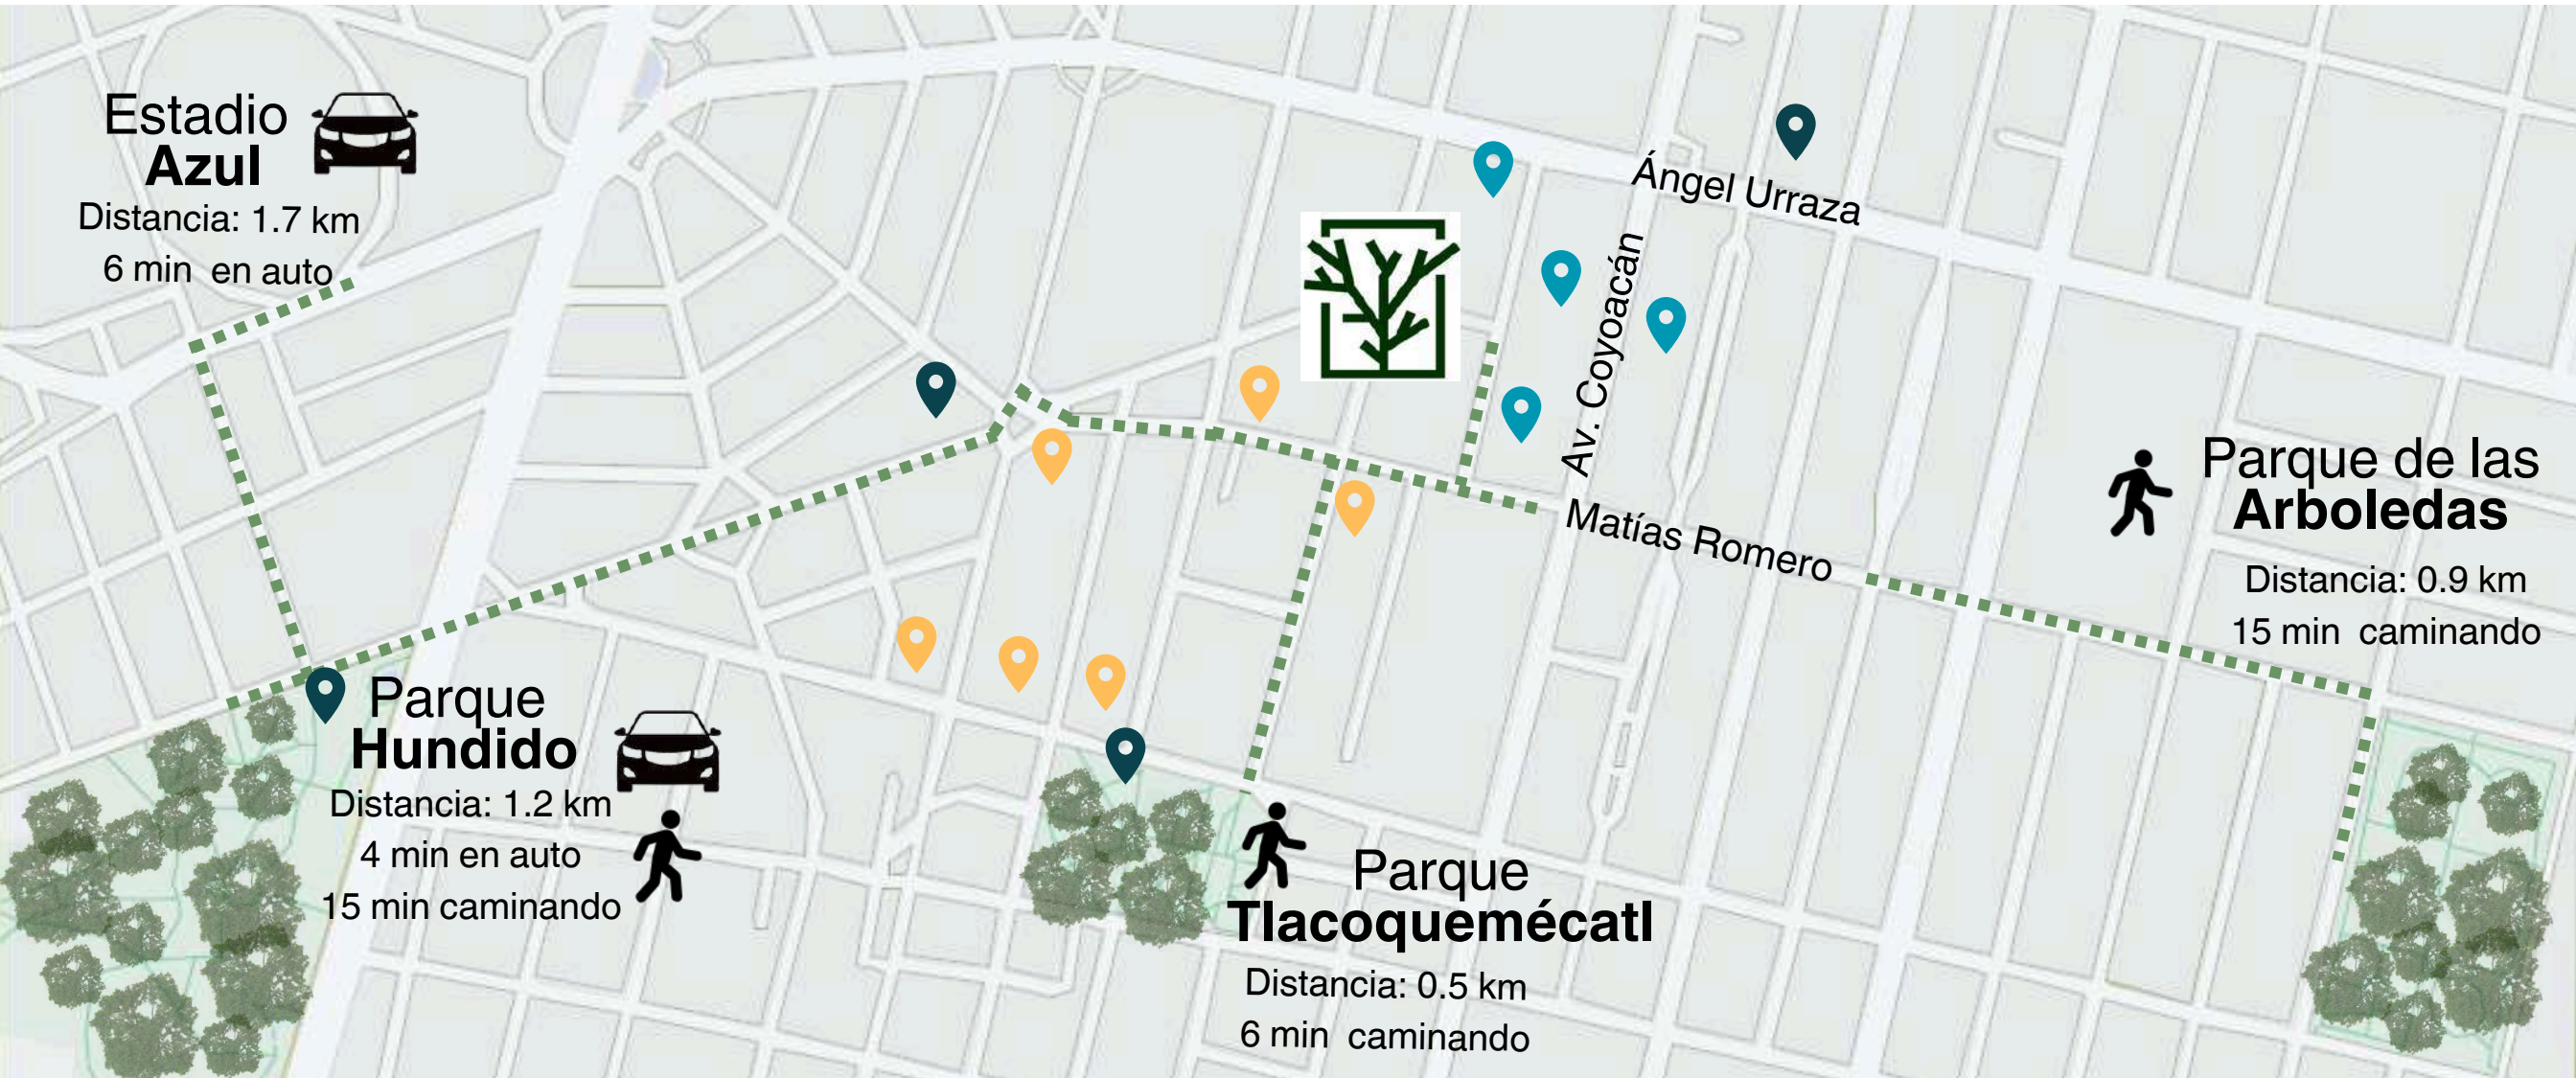 Estadio
Azul
Distancia: 1.7 km
6 min en auto
Ángel Urraza
Av. Coyoacán
Matías Romero
Parque de las
Arboledas
Distancia: 0.9 km
15 min caminando
Parque
Hundido
Distancia: 1.2 km
4 min en auto
15 min caminando
Parque
Tlacoquemécatl
Distancia: 0.5 km
6 min caminando